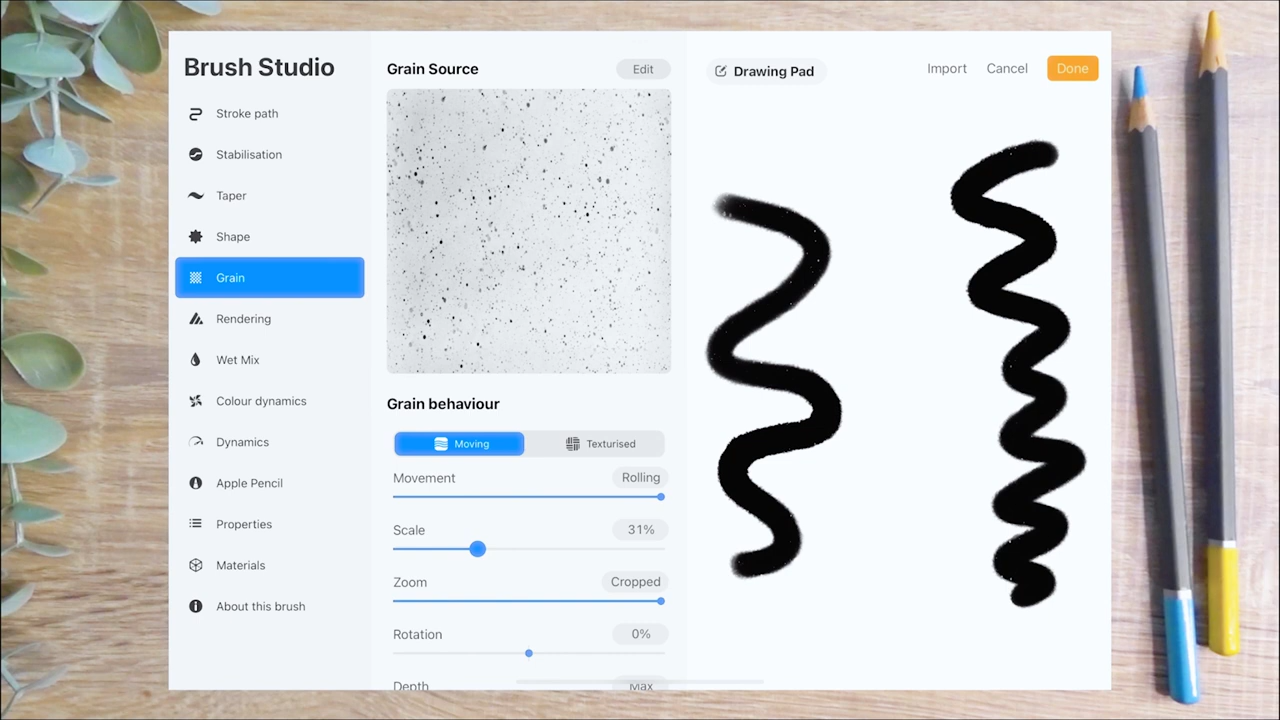 Brush Studio
Stroke path
Stabilisation
Taper
Shape
Grain
Rendering
Wet Mix
Colour dynamics
Dynamics
Apple Pencil
Properties
Materials
About this brush
Grain Source
Edit
Grain behaviour
Moving
Texturised
Movement
Rolling
Scale
31%
Zoom
Cropped
Rotation
0%
Depth
Max
Drawing Pad
Import
Cancel
Done